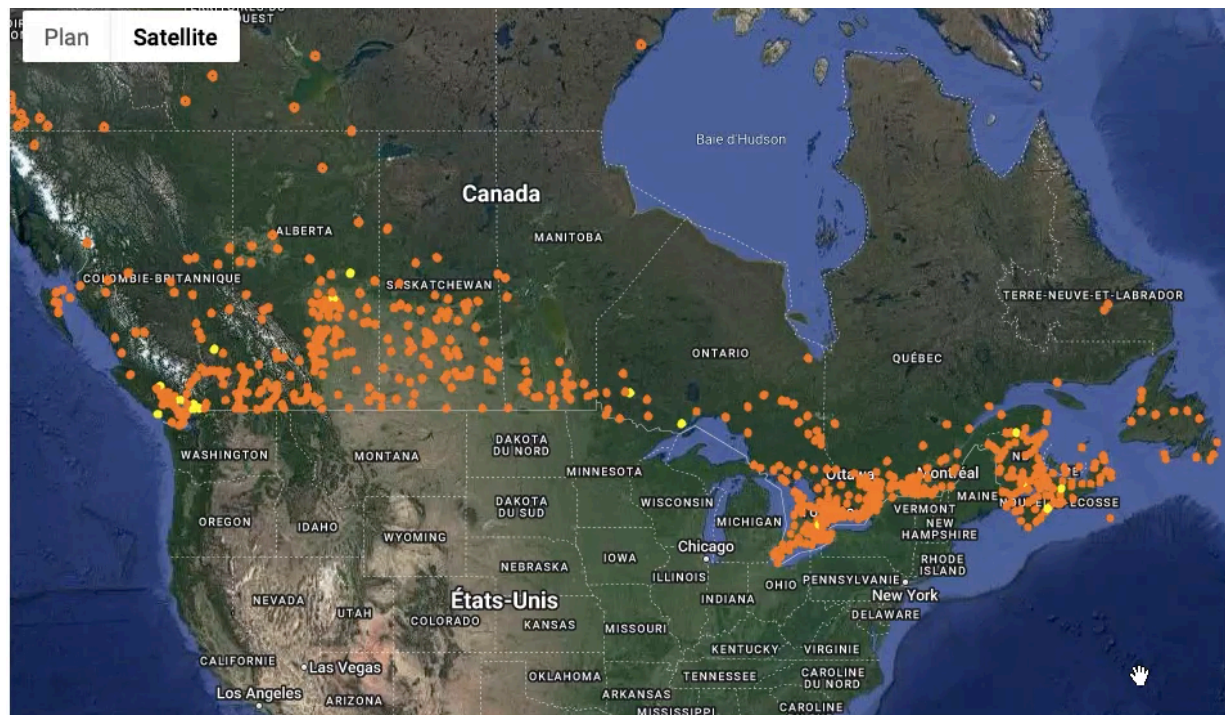 Plan
Satellite
Canada
Baie d'Hudson
ALBERTA
MANITOBA
COLOMBIE-BRITANNIQUE
SASKATCHEWAN
TERRE-NEUVE-ET-LABRADOR
ONTARIO
QUÉBEC
WASHINGTON
MONTANA
DAKOTA
DU NORD
MINNESOTA
Montréal
MAINE
WISCONSIN
DAKOTA
DU SUD
MICHIGAN
VERMONT
NEW
HAMPSHIRE
OREGON
IDAHO
WYOMING
Chicago
IOWA
RHODE
ISLAND
NEBRASKA
ILLINOIS
OHIO
PENNSYLVANIE
INDIANA
New York
NEVADA
UTAH
États-Unis
COLORADO
KANSAS
MISSOURI
DELAWARE
KENTUCKY
VIRGINIE
CALIFORNIE
Las Vegas
OKLAHOMA
TENNESSEE
CAROLINE
DU NORD
Los Angeles
ARIZONA
ARKANSAS
MISSISSIPPI
CAROLINE